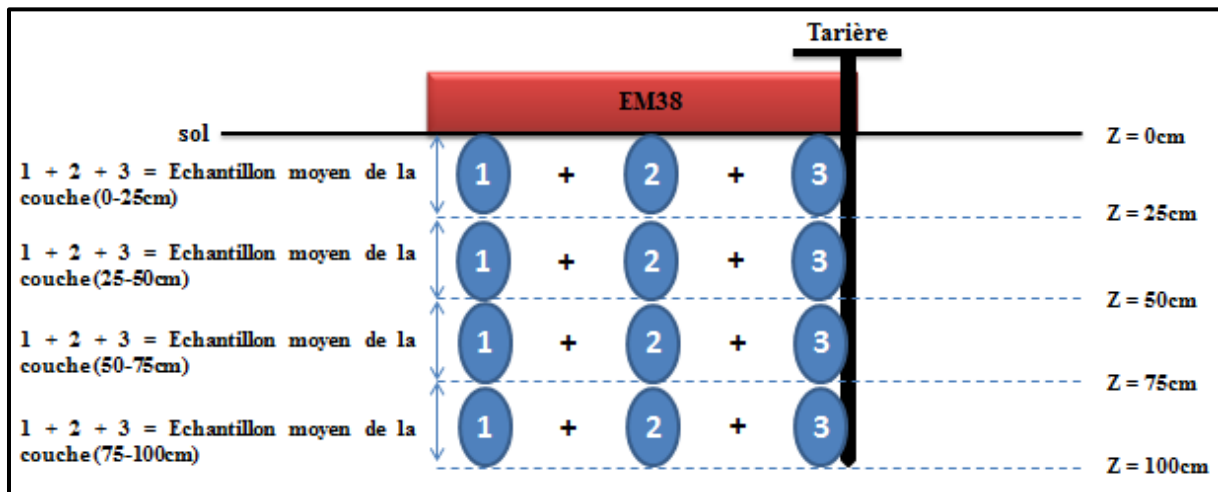 Tarière
EM38
sol
Z = 0cm
1 + 2 + 3 = Echantillon moyen de la
couche (0-25cm)
1 + 2 + 3
Z = 25cm
1 + 2 + 3 = Echantillon moyen de la
couche (25-50cm)
1 + 2 + 3
Z = 50cm
1 + 2 + 3 = Echantillon moyen de la
couche (50-75cm)
1 + 2 + 3
Z = 75cm
1 + 2 + 3 = Echantillon moyen de la
couche (75-100cm)
1 + 2 + 3
Z = 100cm